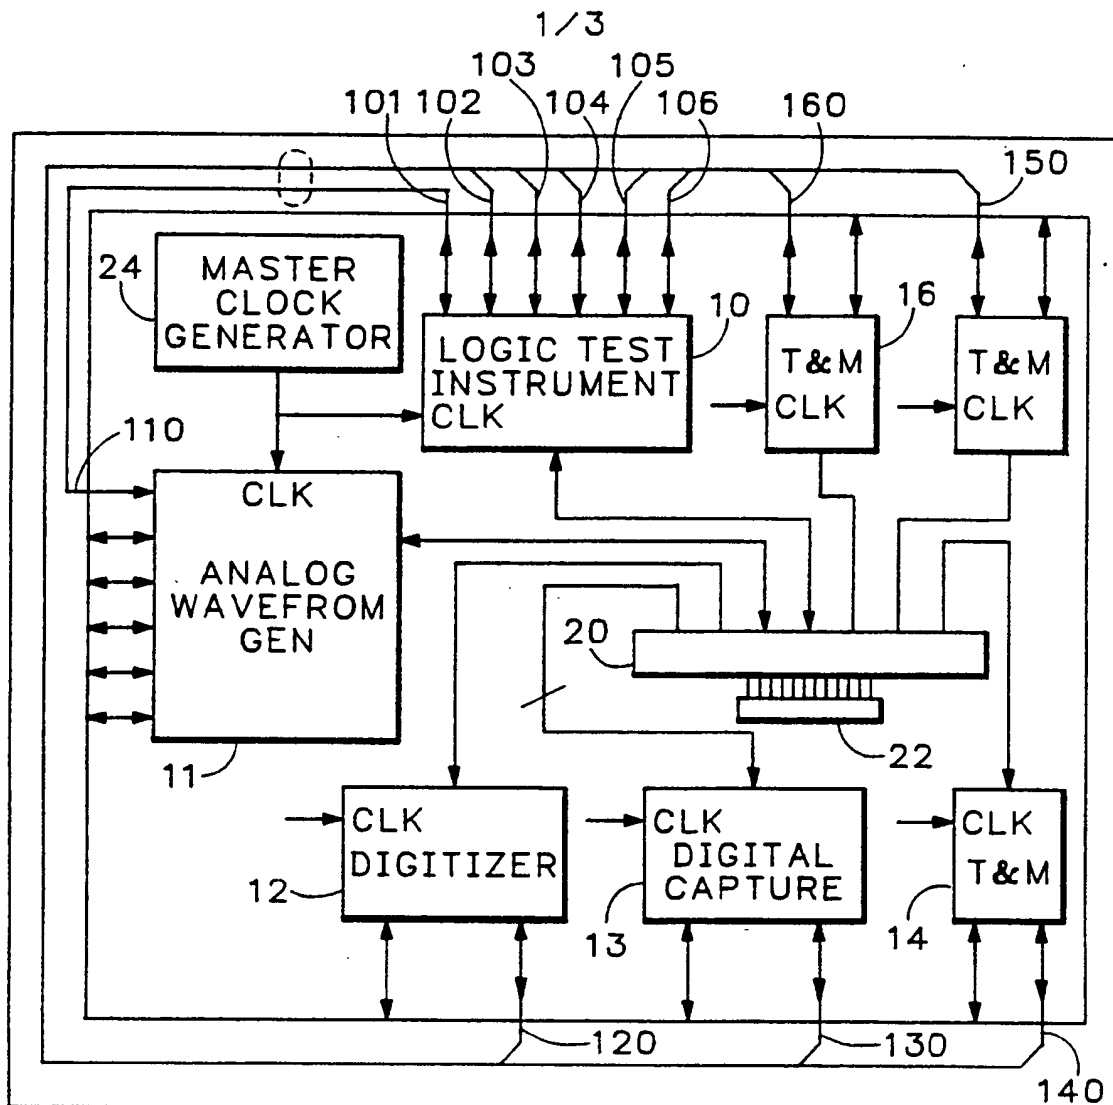 1/3
103
105
101
102
104
106
160
150
24
MASTER
CLOCK
GENERATOR
10
16
LOGIC TEST
INSTRUMENT
CLK
T&M
CLK
T&M
CLK
110
CLK
ANALOG
WAVEFROM
GEN
20
22
11
CLK
DIGITIZER
12
CLK
DIGITAL
CAPTURE
13
CLK
T&M
14
120
130
140